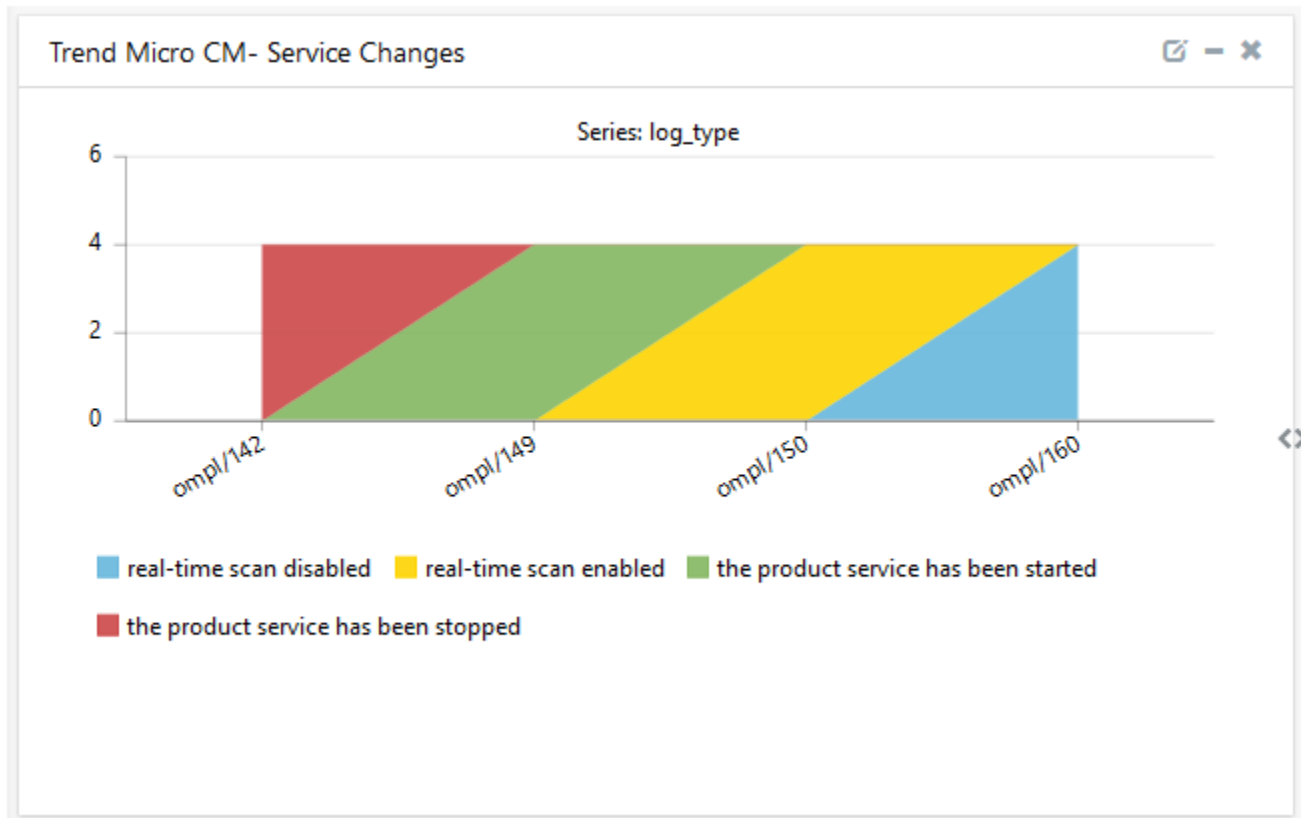 Trend Micro CM- Service Changes
Series: log_type
6
4
2
0
ompl/142
ompl/149
ompl/150
ompl/160
real-time scan disabled
real-time scan enabled
the product service has been started
the product service has been stopped